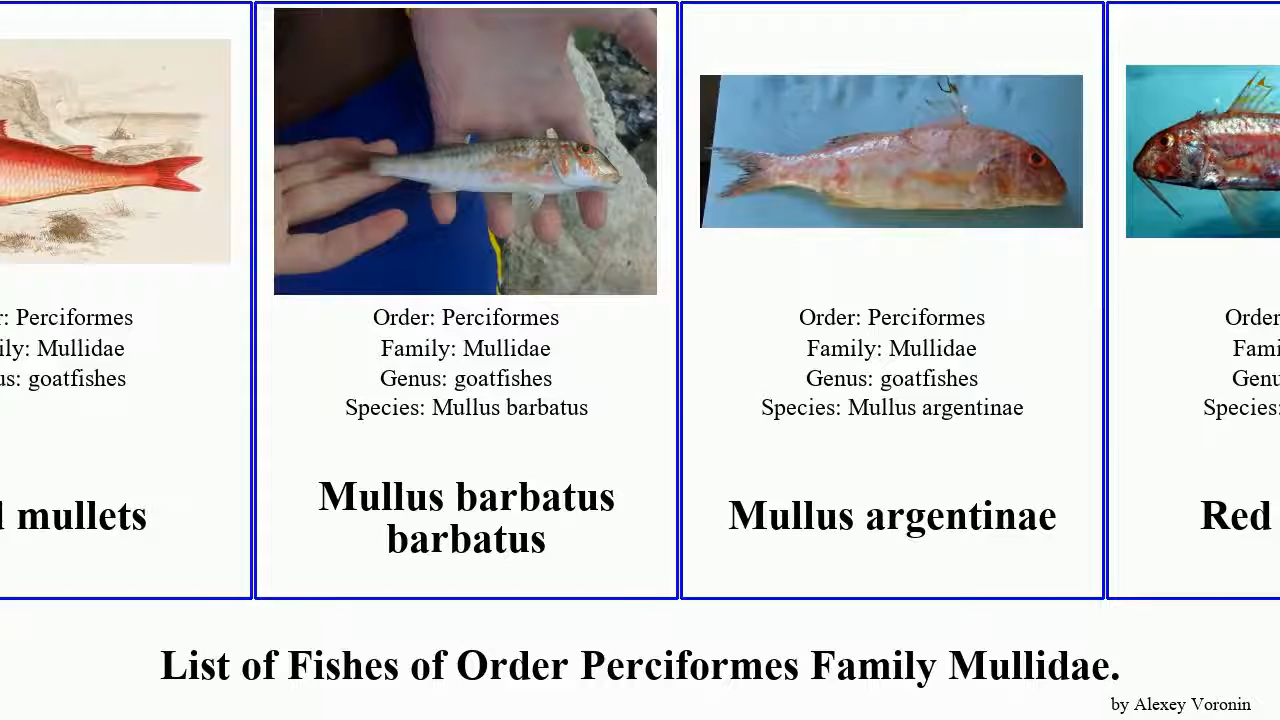 r: Perciformes
ily: Mullidae
us: goatfishes
l mullets
Order: Perciformes
Family: Mullidae
Genus: goatfishes
Species: Mullus barbatus
Mullus barbatus
barbatus
Order: Perciformes
Family: Mullidae
Genus: goatfishes
Species: Mullus argentinae
Mullus argentinae
Order
Fami
Genu
Species:
Red
List of Fishes of Order Perciformes Family Mullidae.
by Alexey Voronin